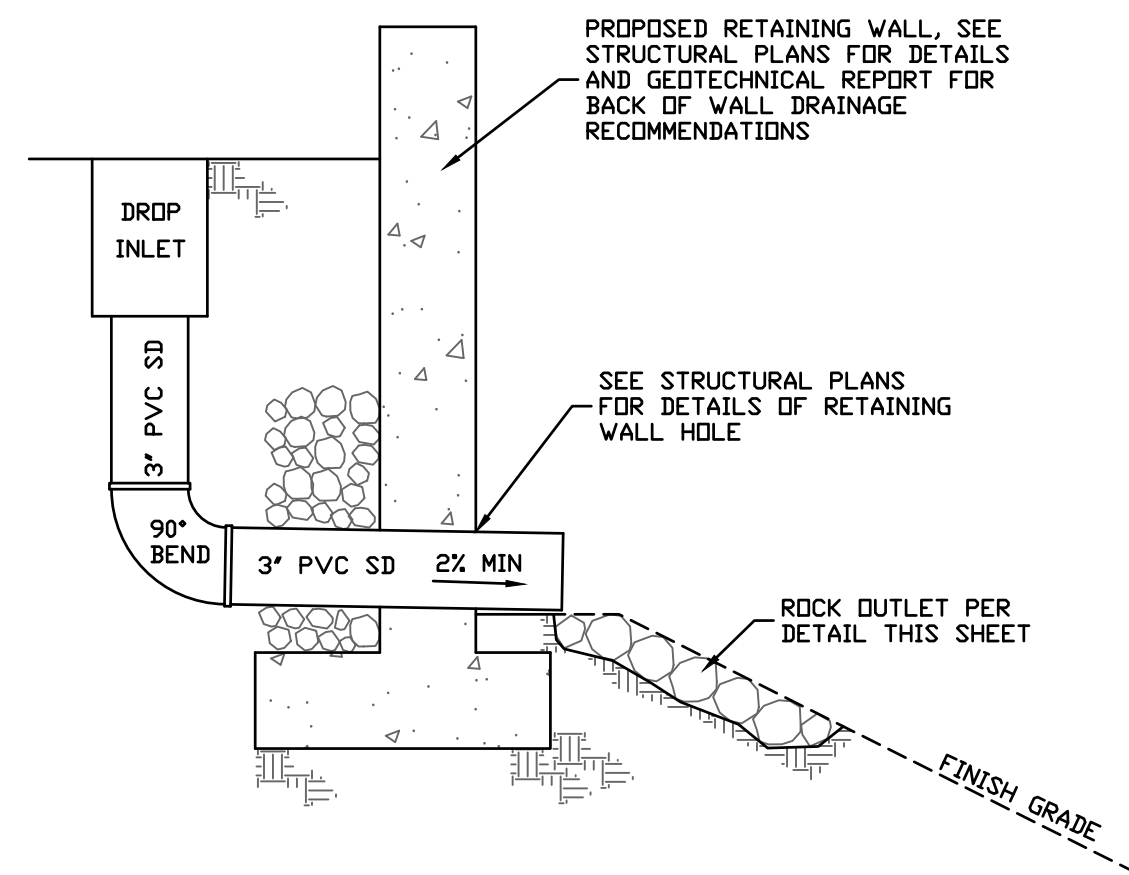 PROPOSED RETAINING WALL, SEE
STRUCTURAL PLANS FOR DETAILS
AND GEOTECHNICAL REPORT FOR
BACK OF WALL DRAINAGE
RECOMMENDATIONS
DROP
INLET
3" PVC SD
SEE STRUCTURAL PLANS
FOR DETAILS OF RETAINING
WALL HOLE
90°
BEND
3" PVC SD
2% MIN
ROCK OUTLET PER
DETAIL THIS SHEET
FINISH GRADE